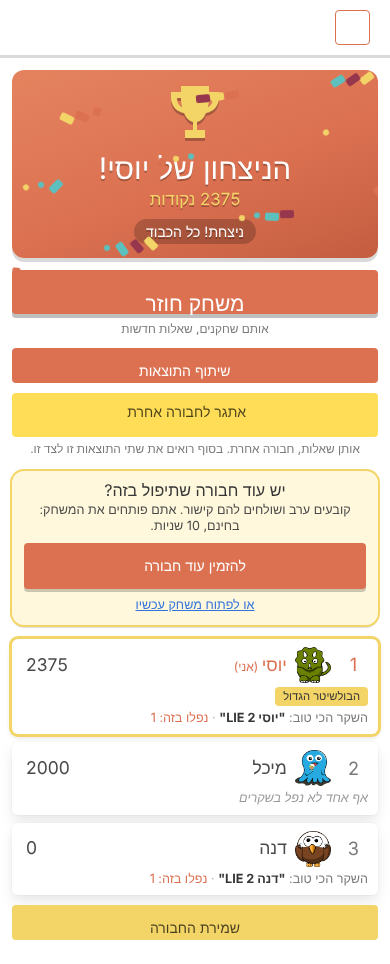 הניצחון של יוסי!
2375 נקודות
ניצחת! כל הכבוד
משחק חוזר
אותם שחקנים, שאלות חדשות
שיתוף התוצאות
אתגר לחבורה אחרת
אותן שאלות, חבורה אחרת. בסוף רואים את שתי התוצאות זו לצד זו.
יש עוד חבורה שתיפול בזה?
קובעים ערב ושולחים להם קישור. אתם פותחים את המשחק:
בחינם, 10 שניות.
להזמין עוד חבורה
או לפתוח משחק עכשיו
1 יוסי (אני) 2375
הבולשיטר הגדול
השקר הכי טוב: "יוסי LIE 2" · נפלו בזה: 1
2 מיכל 2000
אף אחד לא נפל בשקרים
3 דנה 0
השקר הכי טוב: "דנה LIE 2" · נפלו בזה: 1
שמירת החבורה